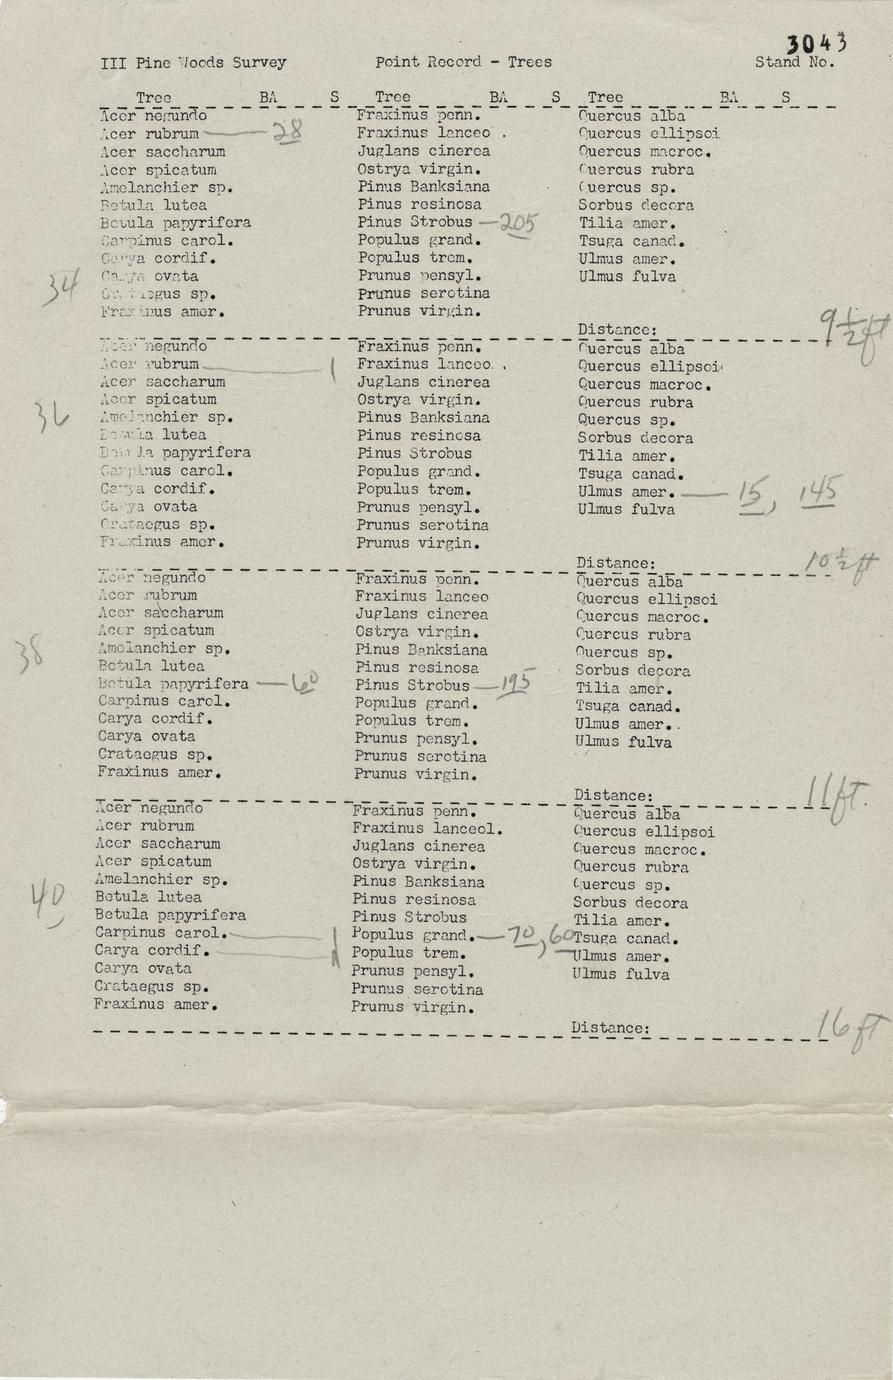 3043
III Pine Woods Survey Point Record - Trees Stand No.
Tree BA S Tree BA S Tree BA S
Acer negundo Fraxinus penn. Quercus alba
Acer rubrum 28 Fraxinus lanceo . Quercus ellipsoi
Acer saccharum Juglans cinerea Quercus macroc.
Acer spicatum Ostrya virgin. Quercus rubra
Amelanchier sp. Pinus Banksiana Quercus sp.
Betula lutea Pinus resinosa Sorbus decora
Betula papyrifera Pinus Strobus - 205 Tilia amer.
Carpinus carol. Populus grand. Tsuga canad.
Carya cordif. Populus trem. Ulmus amer.
34 Carya ovata Prunus pensyl. Ulmus fulva
Crataegus sp. Prunus serotina
Fraxinus amer. Prunus virgin.
Distance: 9 1/2 ft
Acer negundo Fraxinus penn. Quercus alba
Acer rubrum | Fraxinus lanceo. . Quercus ellipsoi
Acer saccharum Juglans cinerea Quercus macroc.
Acer spicatum Ostrya virgin. Quercus rubra
36 Amelanchier sp. Pinus Banksiana Quercus sp.
Betula lutea Pinus resinosa Sorbus decora
Betula papyrifera Pinus Strobus Tilia amer.
Carpinus carol. Populus grand. Tsuga canad.
Carya cordif. Populus trem. Ulmus amer. - 15, 145
Carya ovata Prunus pensyl. Ulmus fulva
Crataegus sp. Prunus serotina
Fraxinus amer. Prunus virgin.
Distance: 10 1/2 ft
Acer negundo Fraxinus penn. Quercus alba
Acer rubrum Fraxinus lanceo Quercus ellipsoi
Acer saccharum Juglans cinerea Quercus macroc.
Acer spicatum Ostrya virgin. Quercus rubra
38 Amelanchier sp. Pinus Banksiana Quercus sp.
Betula lutea Pinus resinosa Sorbus decora
Betula papyrifera - 60 Pinus Strobus - 195 Tilia amer.
Carpinus carol. Populus grand. Tsuga canad.
Carya cordif. Populus trem. Ulmus amer. .
Carya ovata Prunus pensyl. Ulmus fulva
Crataegus sp. Prunus serotina
Fraxinus amer. Prunus virgin.
Distance: 11 ft.
Acer negundo Fraxinus penn. Quercus alba
Acer rubrum Fraxinus lanceol. Quercus ellipsoi
Acer saccharum Juglans cinerea Quercus macroc.
Acer spicatum Ostrya virgin. Quercus rubra
Amelanchier sp. Pinus Banksiana Quercus sp.
40 Betula lutea Pinus resinosa Sorbus decora
Betula papyrifera Pinus Strobus Tilia amer.
Carpinus carol. | Populus grand. - 70, 60 Tsuga canad.
Carya cordif. | Populus trem. Ulmus amer.
Carya ovata Prunus pensyl. Ulmus fulva
Crataegus sp. Prunus serotina
Fraxinus amer. Prunus virgin.
Distance: 16 ft